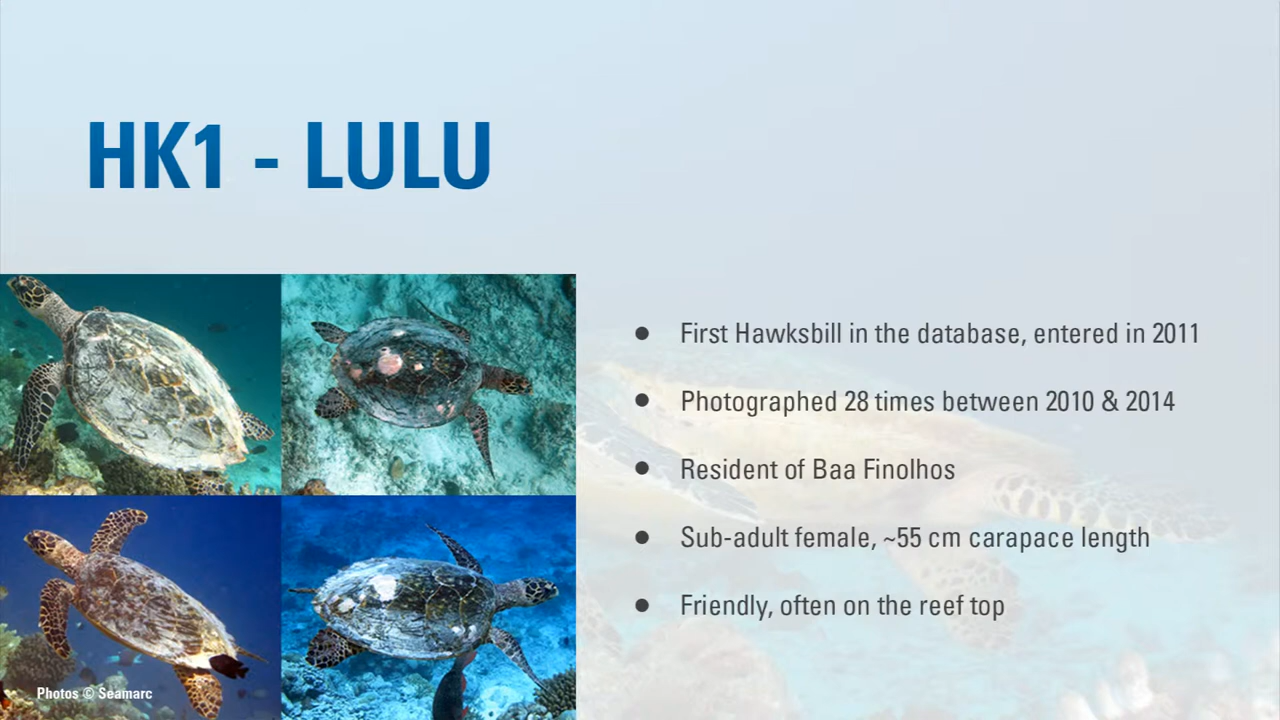 HK1 - LULU
● First Hawksbill in the database, entered in 2011
● Photographed 28 times between 2010 & 2014
● Resident of Baa Finolhos
● Sub-adult female, ~55 cm carapace length
● Friendly, often on the reef top
Photos © Seamarc